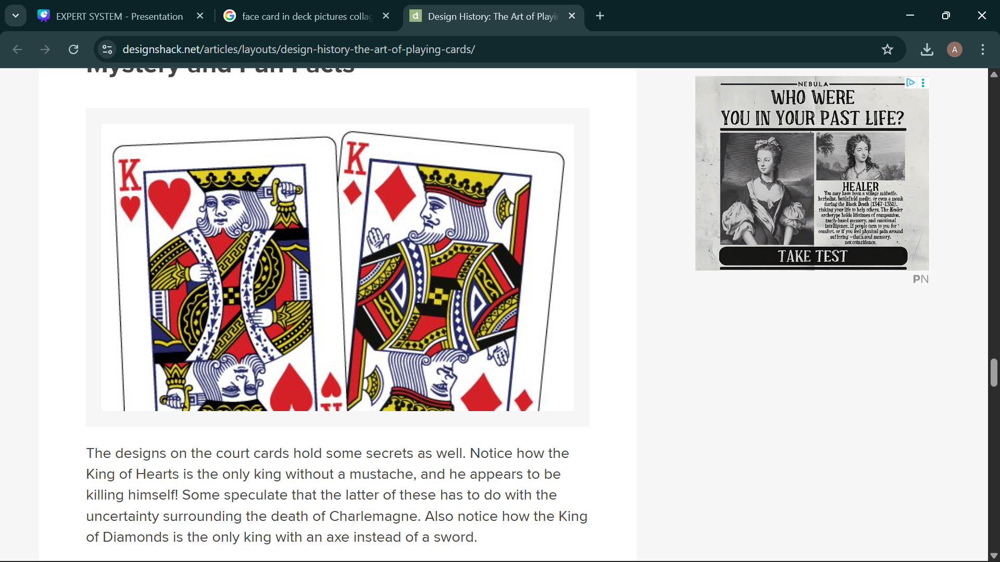 EXPERT SYSTEM - Presentation
face card in deck pictures colla
Design History: The Art of Playi
designshack.net/articles/layouts/design-history-the-art-of-playing-cards/
A
Mystery and Fun Facts
K
K
K
The designs on the court cards hold some secrets as well. Notice how the
King of Hearts is the only king without a mustache, and he appears to be
killing himself! Some speculate that the latter of these has to do with the
uncertainty surrounding the death of Charlemagne. Also notice how the King
of Diamonds is the only king with an axe instead of a sword.
NEBULA
WHO WERE
YOU IN YOUR PAST LIFE?
HEALER
You may have been a village midwife,
herbalist, battlefield medic, or even a monk
during the Black Death (1347-1351),
risking your life to help others. The Healer
archetype holds lifetimes of compassion,
touch-based memory, and emotional
intelligence. If people turn to you for
comfort, or if you feel physical pain around
suffering - that's soul memory,
not coincidence.
TAKE TEST
PN